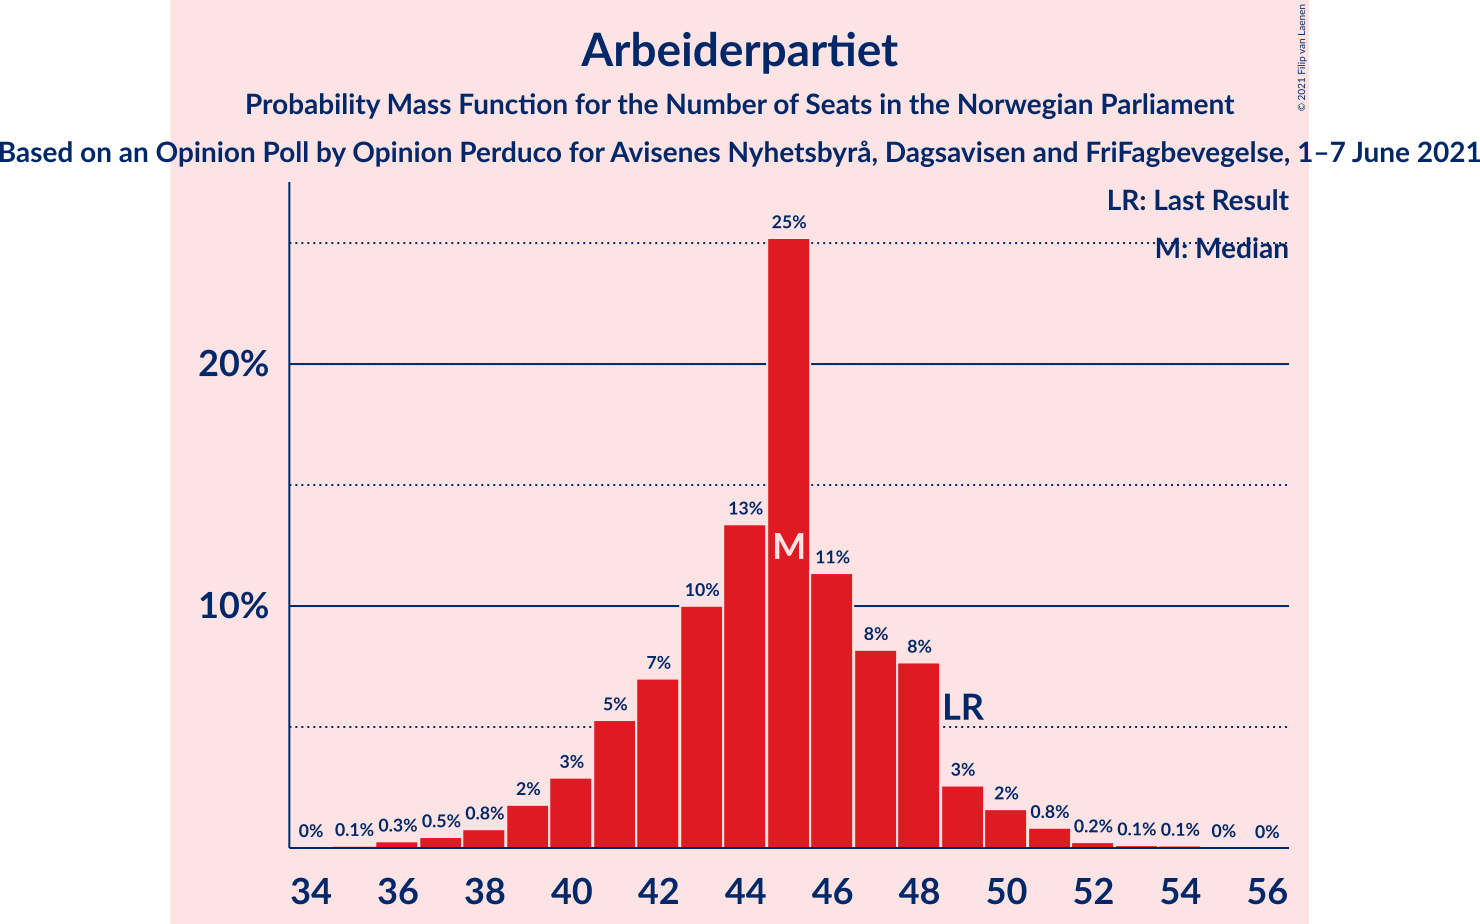 Arbeiderpartiet
Probability Mass Function for the Number of Seats in the Norwegian Parliament
Based on an Opinion Poll by Opinion Perduco for Avisenes Nyhetsbyrå, Dagsavisen and FriFagbevegelse, 1–7 June 2021
© 2021 Filip van Laenen
LR: Last Result
M: Median
20%
10%
0% 0.1% 0.3% 0.5% 0.8% 2% 3% 5% 7% 10% 13% 25% 11% 8% 8% 3% 2% 0.8% 0.2% 0.1% 0.1% 0% 0%
M
LR
34 36 38 40 42 44 46 48 50 52 54 56